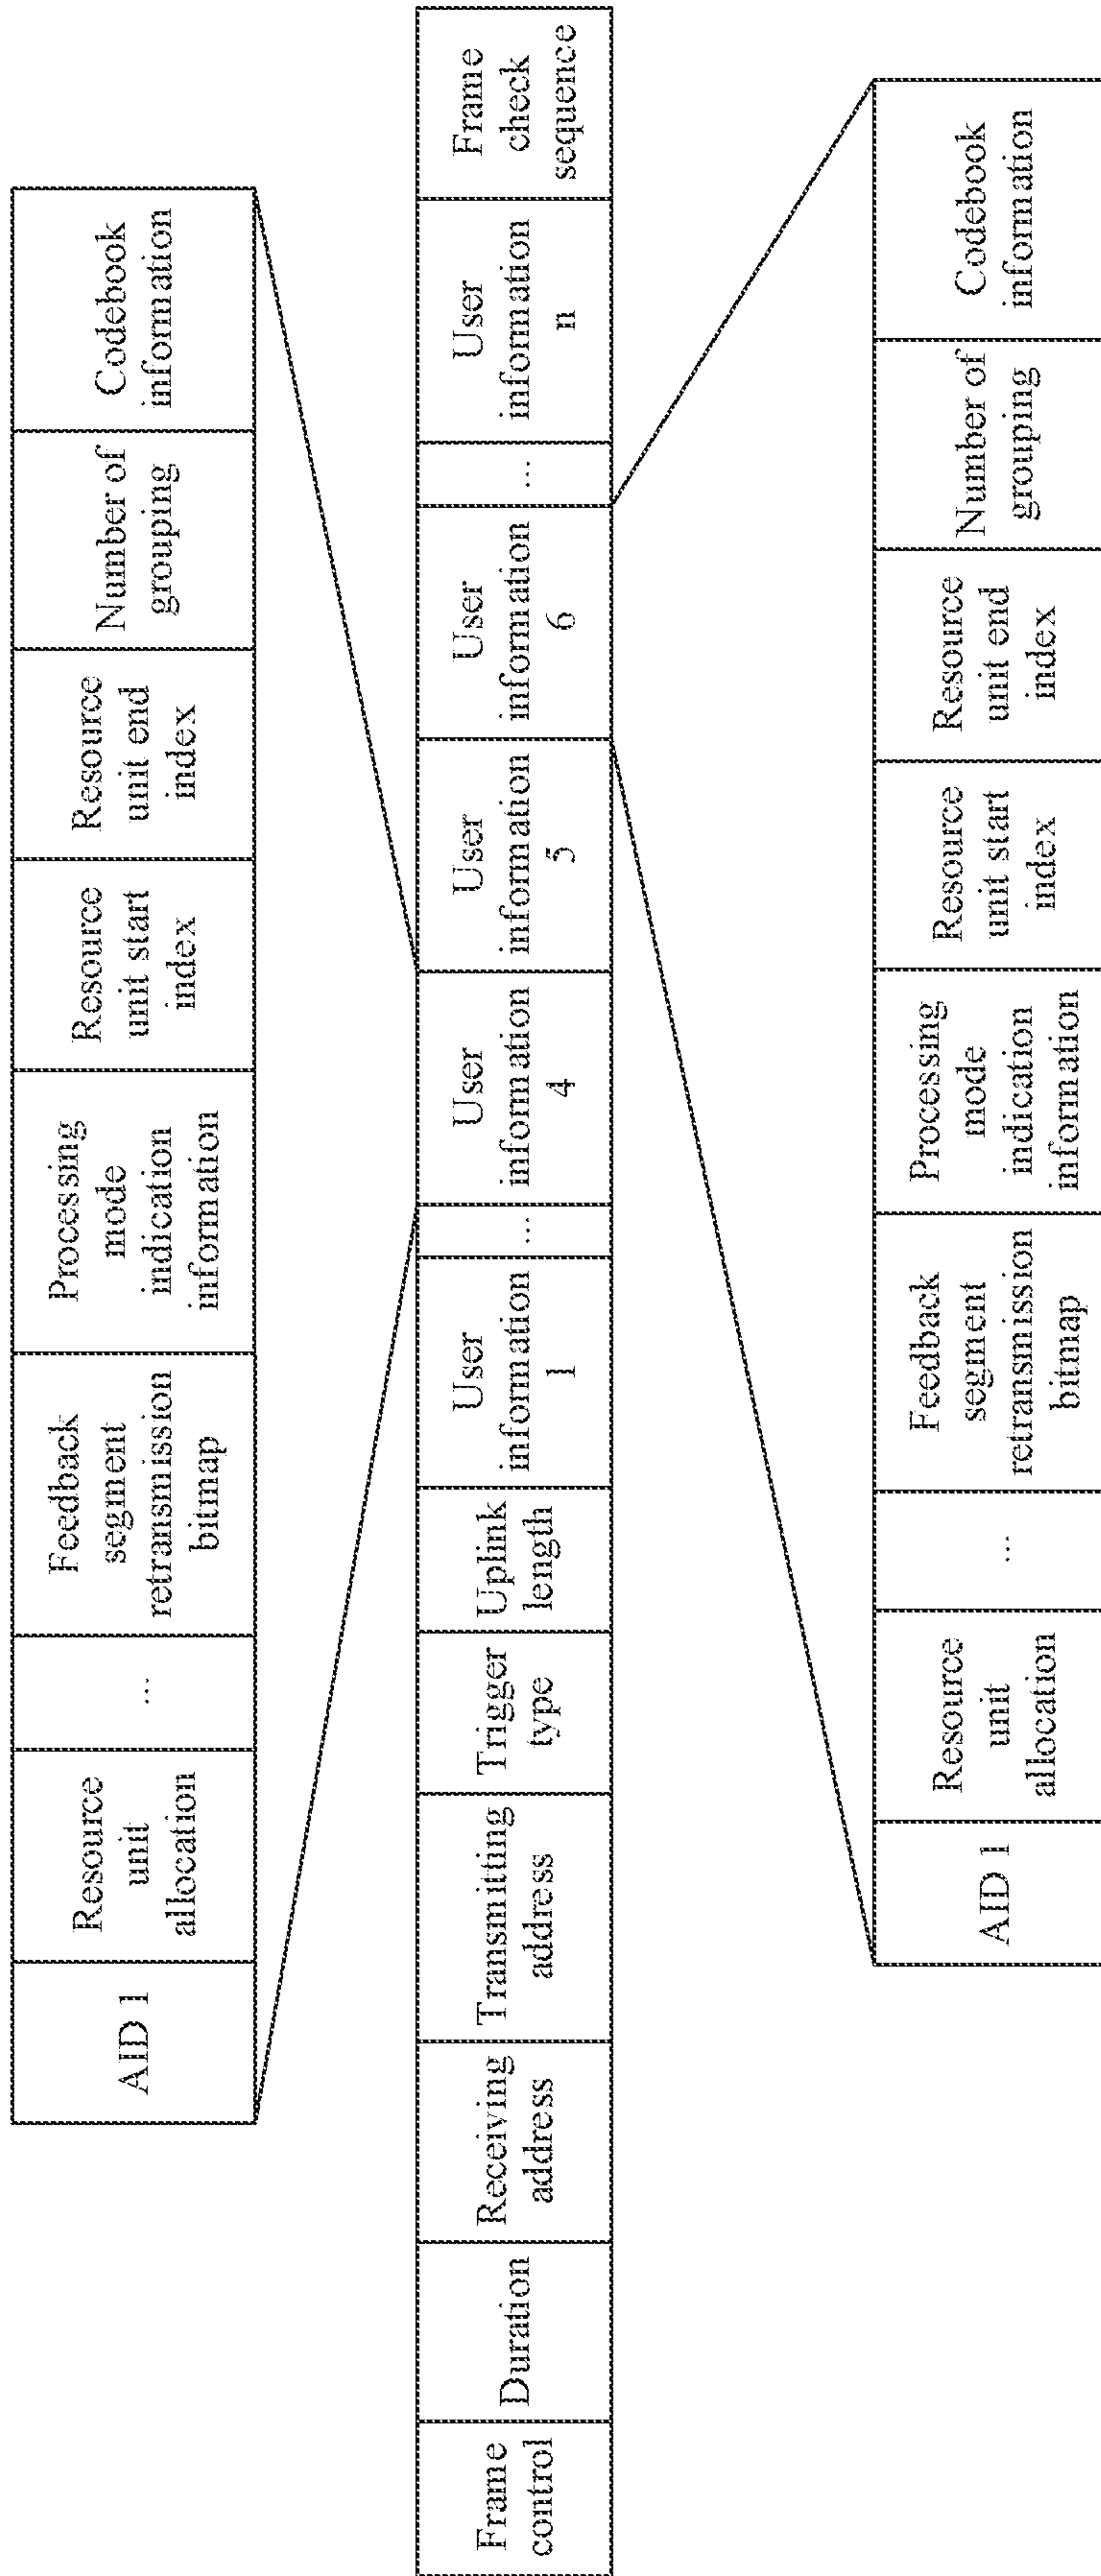 AID 1
Resource
unit
allocation
...
Feedback
segment
retransmission
bitmap
Processing
mode
indication
information
Resource
unit start
index
Resource
unit end
index
Number of
grouping
Codebook
information
Frame
control
Duration
Receiving
address
Transmitting
address
Trigger
type
Uplink
length
User
information
1
...
User
information
4
User
information
5
User
information
6
...
User
information
n
Frame
check
sequence
AID 1
Resource
unit
allocation
...
Feedback
segment
retransmission
bitmap
Processing
mode
indication
information
Resource
unit start
index
Resource
unit end
index
Number of
grouping
Codebook
information